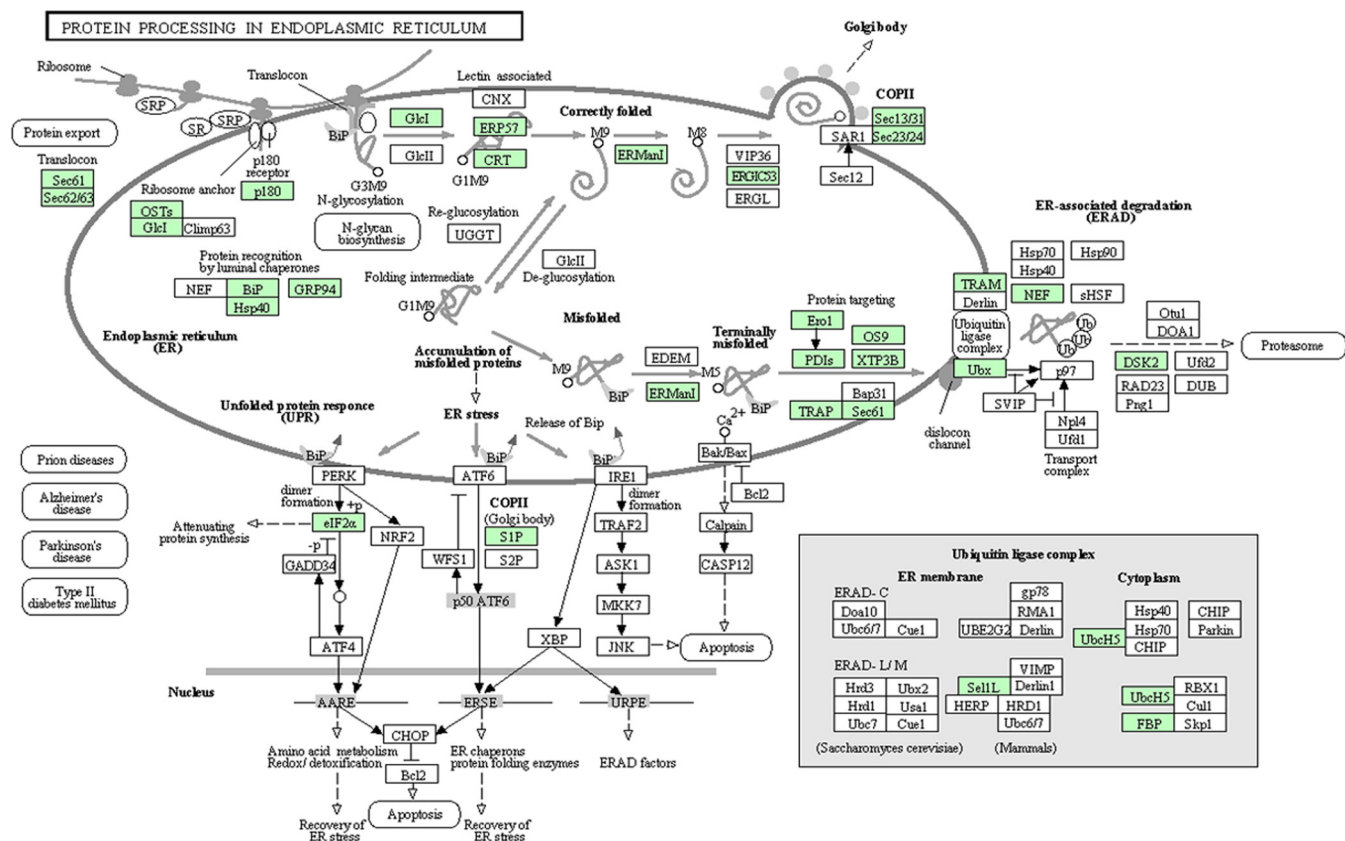 PROTEIN PROCESSING IN ENDOPLASMIC RETICULUM
Golgi body
Ribosome
Translocon
Lectin associated
SRP
CNX
COPII
SR
SRP
BiP
GlcI
ERP57
Correctly folded
M9
M8
Sec13/31
Protein export
SAR1
Sec23/24
GlcII
CRT
ERManI
VIP36
Translocon
p180
receptor
G1M9
ERGIC53
Sec12
Sec61
Ribosome anchor
p180
G3M9
ERGL
Sec62/63
N-glycosylation
ER-associated degradation
(ERAD)
OSTs
Re-glucosylation
GlcI
Climp63
N-glycan
biosynthesis
UGGT
Hsp70
Hsp90
Hsp40
Protein recognition
by luminal chaperones
GlcII
De-glucosylation
Folding intermediate
TRAM
NEF
sHSF
Derlin
NEF
BiP
GRP94
Hsp40
G1M9
Protein targeting
Ero1
Otu1
DOA1
Misfolded
Terminally
misfolded
Ubiquitin
ligase
complex
Ub
Ub
Ub
Endoplasmic reticulum
(ER)
OS9
Proteasome
Accumulation of
misfolded proteins
EDEM
PDIs
XTP3B
DSK2
Ufd2
M9
M5
Ubx
p97
BiP
ERManI
BiP
Bap31
RAD23
DUB
SVIP
Png1
Unfolded protein responce
(UPR)
ER stress
Release of Bip
Ca2+
TRAP
Sec61
dislocon
channel
Npl4
Ufd1
Transport
complex
BiP
BiP
BiP
Bak/Bax
Prion diseases
PERK
ATF6
IRE1
Bcl2
Alzheimer's
disease
dimer
formation
+p
COPII
(Golgi body)
dimer
formation
Attenuating
protein synthesis
eIF2α
NRF2
S1P
TRAF2
Calpain
Parkinson's
disease
-p
GADD34
WFS1
S2P
ASK1
CASP12
Type II
diabetes mellitus
p50 ATF6
MKK7
XBP
ATF4
JNK
Apoptosis
Nucleus
AARE
ERSE
URPE
CHOP
Amino acid metabolism
Redox/ detoxification
ER chaperons
protein folding enzymes
ERAD factors
Bcl2
Apoptosis
Recovery of
ER stress
Recovery of
ER stress
Ubiquitin ligase complex
ER membrane
Cytoplasm
ERAD- C
gp78
Doa10
RMA1
Hsp40
CHIP
Ubc6/7
Cue1
UBE2G2
Derlin
UbcH5
Hsp70
Parkin
CHIP
ERAD- L/ M
VIMP
Hrd3
Ubx2
Sel1L
Derlin1
UbcH5
RBX1
Hrd1
Usa1
HERP
HRD1
Cul1
Ubc7
Cue1
Ubc6/7
FBP
Skp1
(Saccharomyces cerevisiae)
(Mammals)